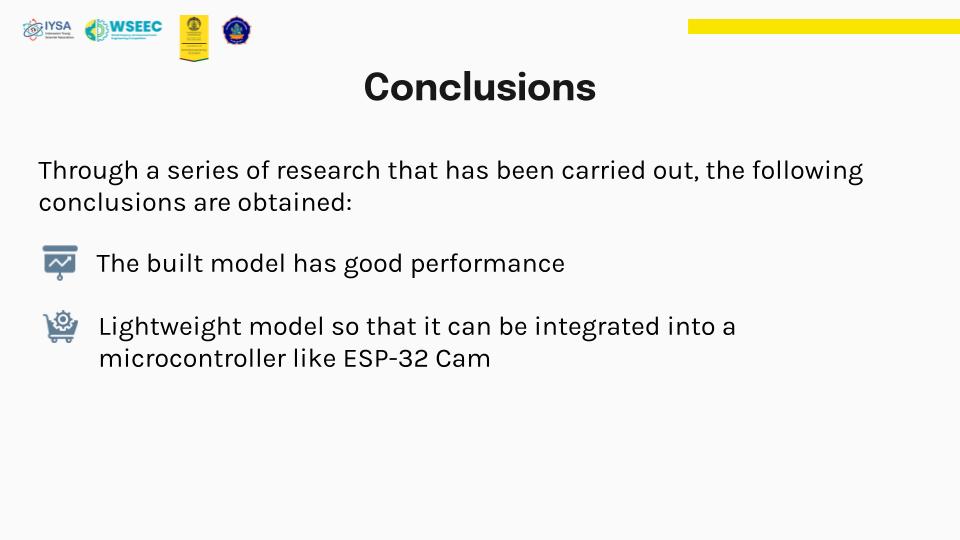 IYSA
WSEEC
Conclusions
Through a series of research that has been carried out, the following
conclusions are obtained:
The built model has good performance
Lightweight model so that it can be integrated into a
microcontroller like ESP-32 Cam